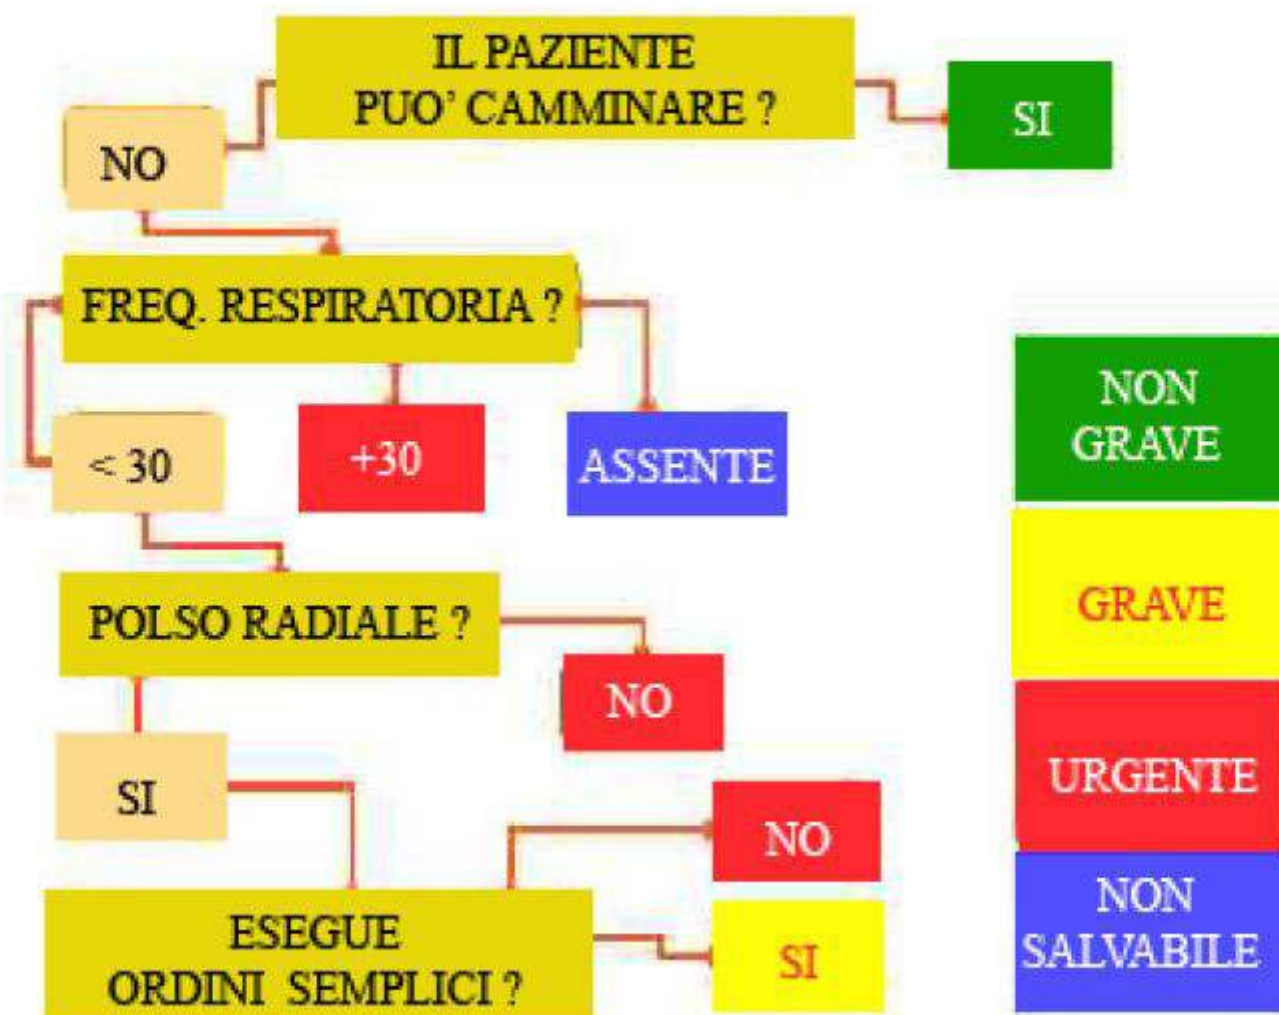 IL PAZIENTE
PUO' CAMMINARE ?
SI
NO
FREQ. RESPIRATORIA ?
< 30
+30
ASSENTE
POLSO RADIALE ?
NO
SI
NO
ESEGUE
ORDINI SEMPLICI ?
SI
NON
GRAVE
GRAVE
URGENTE
NON
SALVABILE